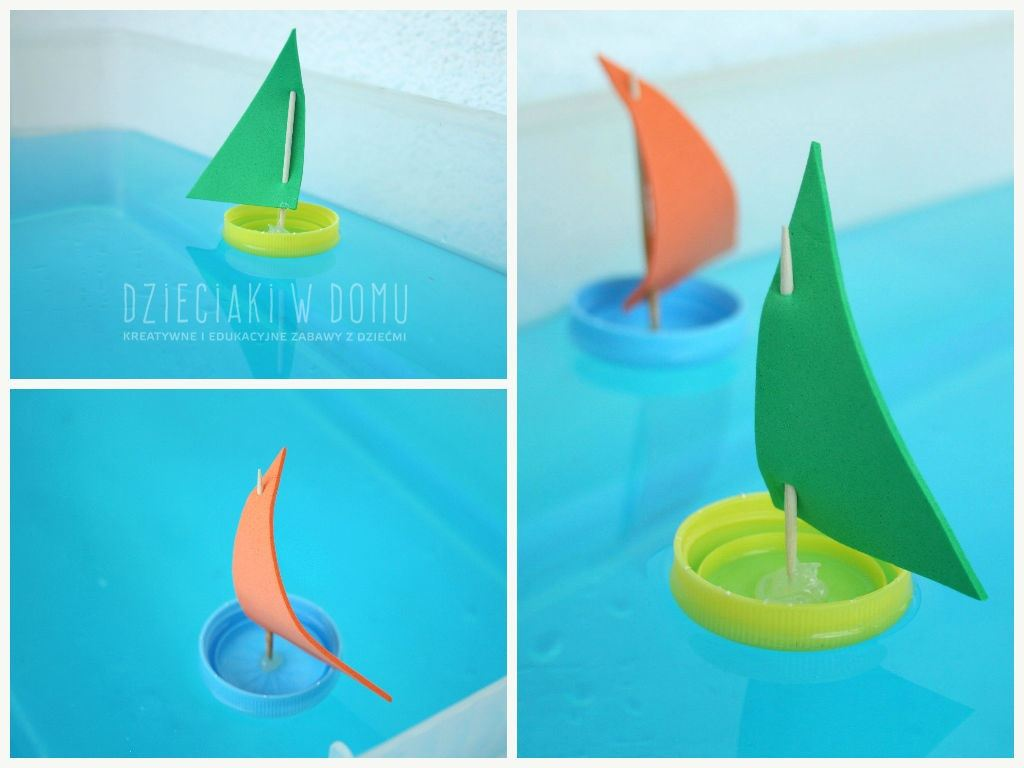 DZiECiAKi W DOMU
KREATYWNE I EDUKACYJNE ZABAWY Z DZIEĆMI